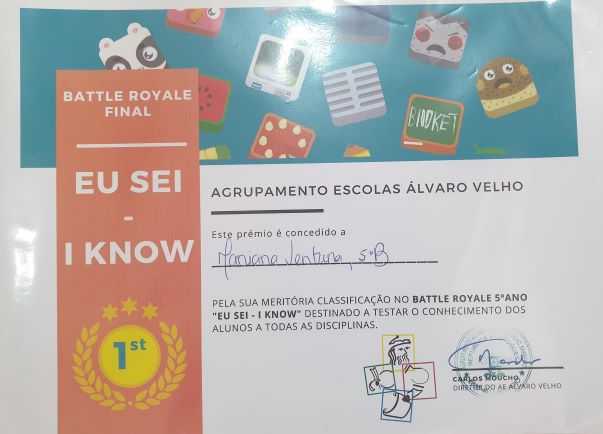 BATTLE ROYALE
FINAL
EU SEI
-
I KNOW
1st
AGRUPAMENTO ESCOLAS ÁLVARO VELHO
Este prémio é concedido a
Mariana Ventura, 5ºB
PELA SUA MERITÓRIA CLASSIFICAÇÃO NO BATTLE ROYALE 5ºANO
"EU SEI - I KNOW" DESTINADO A TESTAR O CONHECIMENTO DOS
ALUNOS A TODAS AS DISCIPLINAS.
CARLOS MOUCHO
DIRETOR DO AE ÁLVARO VELHO